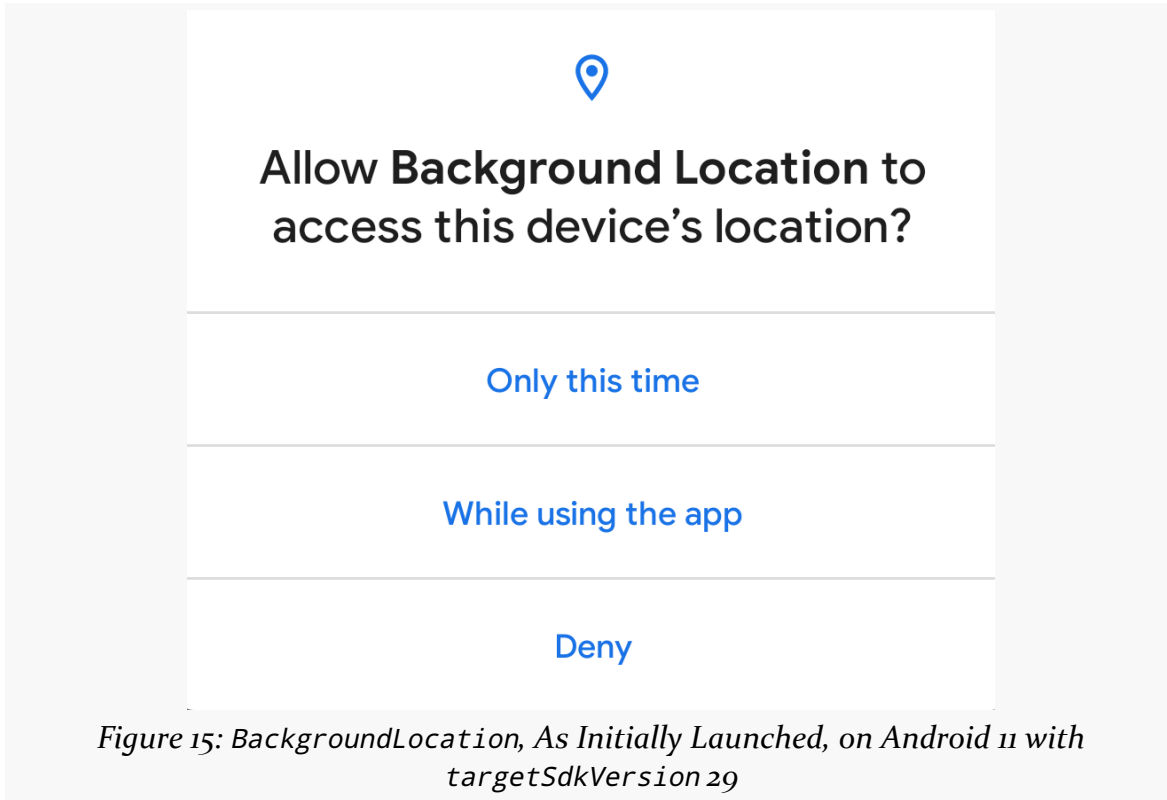 Allow Background Location to
access this device’s location?
Only this time
While using the app
Deny
Figure 15: BackgroundLocation, As Initially Launched, on Android 11 with
targetSdkVersion 29